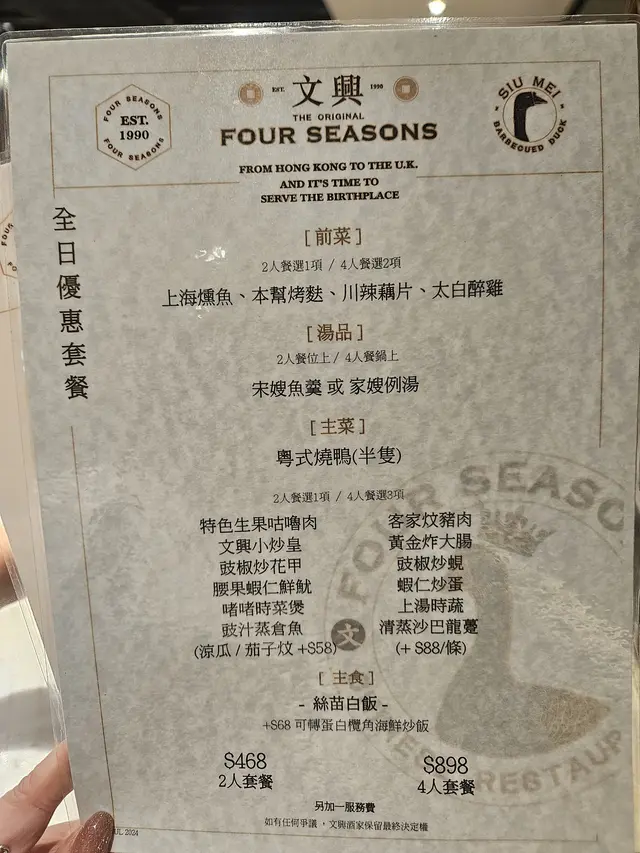 FOUR SEASONS
EST.
1990
FOUR SEASONS
EST. 文興 1990
THE ORIGINAL
FOUR SEASONS
SIU MEI
BARBECUED DUCK
FROM HONG KONG TO THE U.K.
AND IT'S TIME TO
SERVE THE BIRTHPLACE
全日優惠套餐
[前菜]
2人餐選1項 / 4人餐選2項
上海燻魚、本幫烤麩、川辣藕片、太白醉雞
[湯品]
2人餐位上 / 4人餐鍋上
宋嫂魚羹 或 家嫂例湯
[主菜]
粵式燒鴨(半隻)
2人餐選1項 / 4人餐選3項
特色生果咕嚕肉
文興小炒皇
豉椒炒花甲
腰果蝦仁鮮魷
啫啫時菜煲
豉汁蒸倉魚
(涼瓜 / 茄子炆 +$58)
客家炆豬肉
黃金炸大腸
豉椒炒蜆
蝦仁炒蛋
上湯時蔬
清蒸沙巴龍躉
(+ $88/條)
[主食]
- 絲苗白飯 -
+$68 可轉蛋白欖角海鮮炒飯
$468
2人套餐
$898
4人套餐
另加一服務費
如有任何爭議，文興酒家保留最終決定權
UL 2024
FOUR SEASO
文
RESTAUR